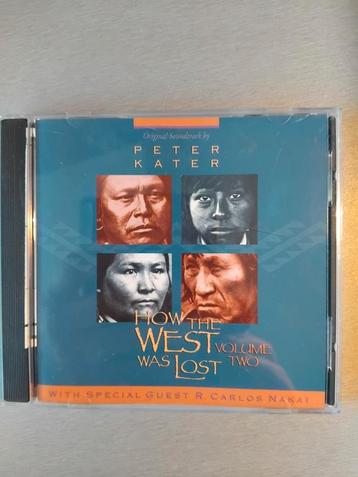 Original Soundtrack by
PETER
KATER
HOW THE
WEST VOLUME
WAS LOST TWO
WITH SPECIAL GUEST R. CARLOS NAKAI